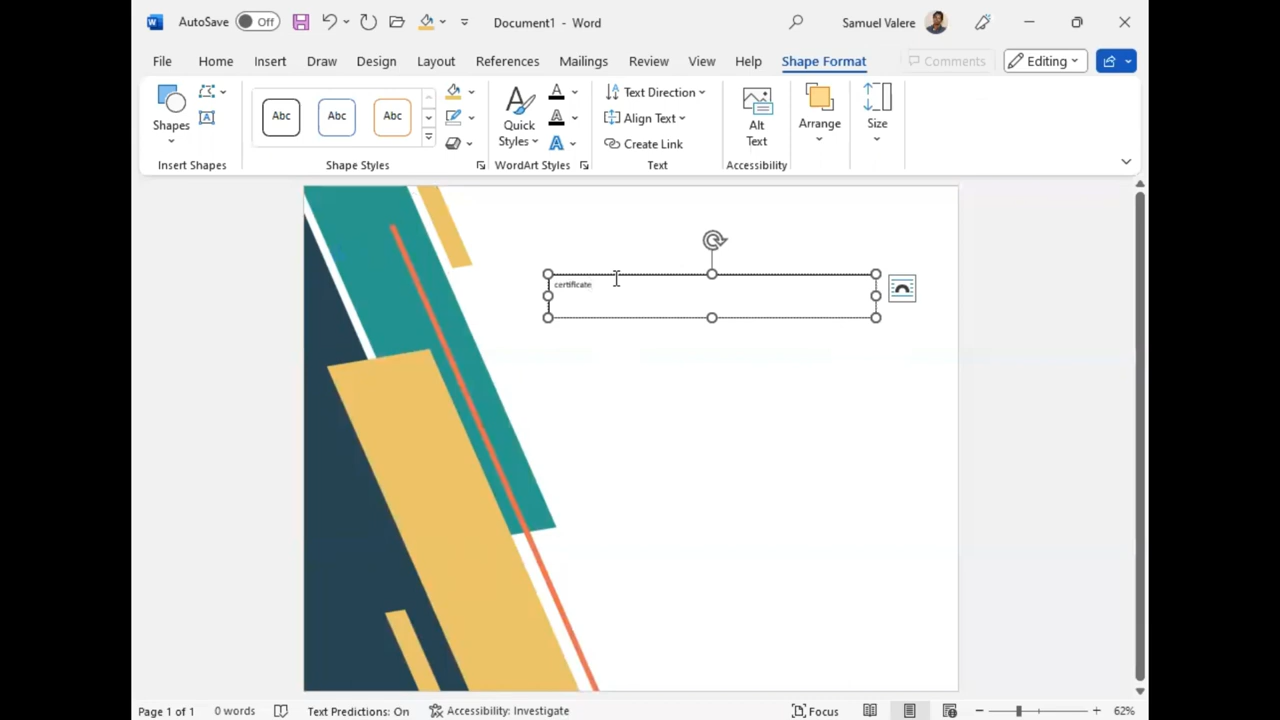 AutoSave Off Document1 - Word Samuel Valere
File Home Insert Draw Design Layout References Mailings Review View Help Shape Format Comments Editing
Shapes
Insert Shapes
Abc Abc Abc
Shape Styles
Quick Styles
A A A
WordArt Styles
Text Direction
Align Text
Create Link
Text
Alt Text
Accessibility
Arrange
Size
certificate
Page 1 of 1 0 words Text Predictions: On Accessibility: Investigate Focus 62%